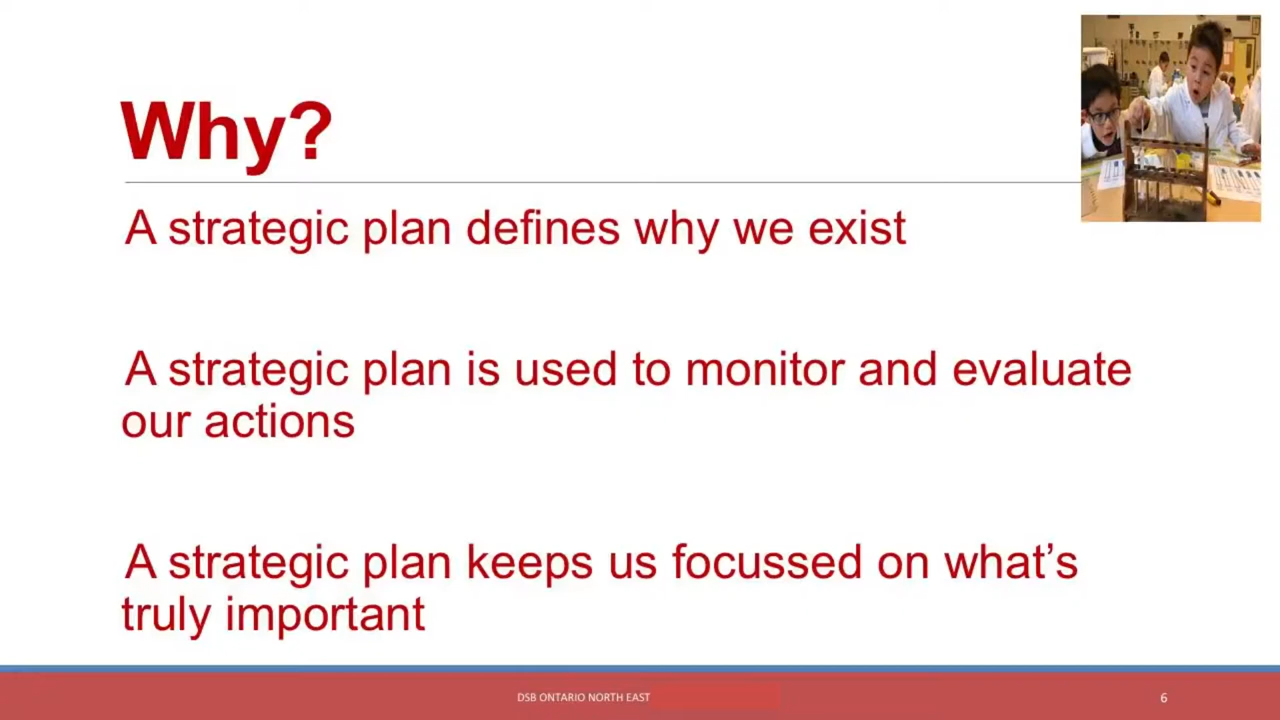 Why?
A strategic plan defines why we exist
A strategic plan is used to monitor and evaluate
our actions
A strategic plan keeps us focussed on what’s
truly important
DSB ONTARIO NORTH EAST
6